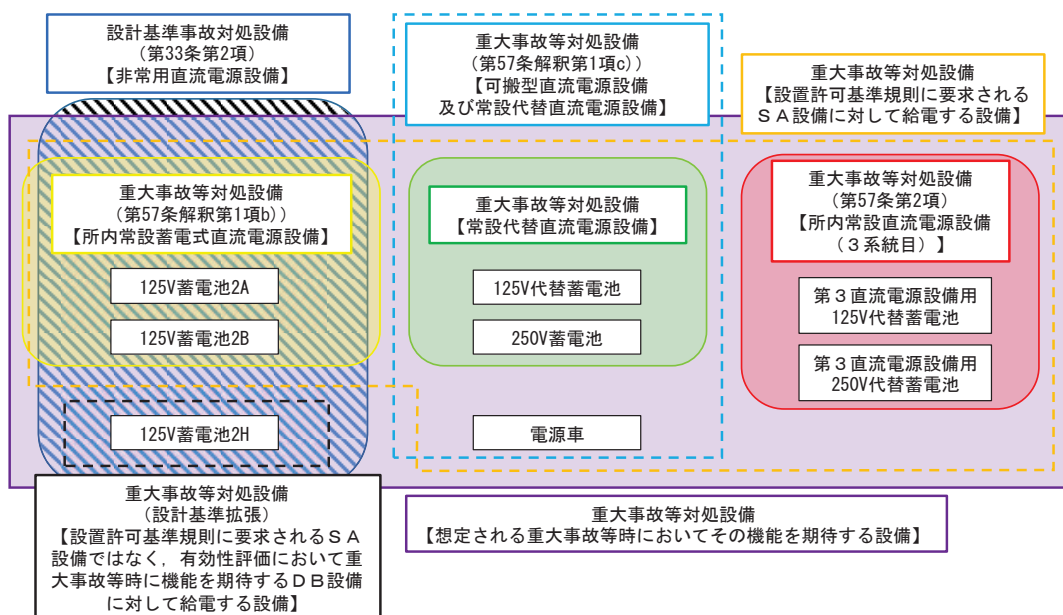 設計基準事故対処設備
(第33条第2項)
【非常用直流電源設備】
重大事故等対処設備
(第57条解釈第1項c))
【可搬型直流電源設備
及び常設代替直流電源設備】
重大事故等対処設備
【設置許可基準規則に要求される
SA設備に対して給電する設備】
重大事故等対処設備
(第57条解釈第1項b))
【所内常設蓄電式直流電源設備】
125V蓄電池2A
125V蓄電池2B
125V蓄電池2H
重大事故等対処設備
【常設代替直流電源設備】
125V代替蓄電池
250V蓄電池
電源車
重大事故等対処設備
(第57条第2項)
【所内常設直流電源設備
(3系統目)】
第3直流電源設備用
125V代替蓄電池
第3直流電源設備用
250V代替蓄電池
重大事故等対処設備
(設計基準拡張)
【設置許可基準規則に要求されるSA
設備ではなく，有効性評価において重
大事故等時に機能を期待するDB設備
に対して給電する設備】
重大事故等対処設備
【想定される重大事故等時においてその機能を期待する設備】